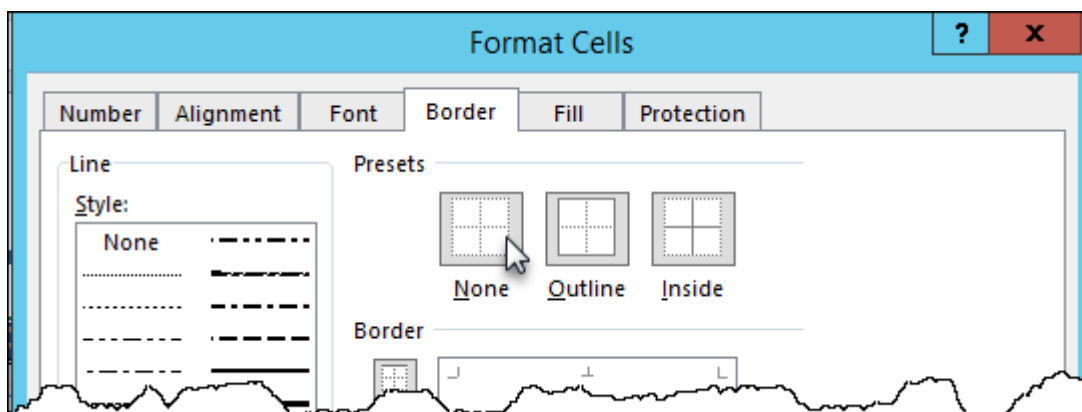 Format Cells
? x
Number Alignment Font Border Fill Protection
Line
Presets
Style:
None
None Outline Inside
Border